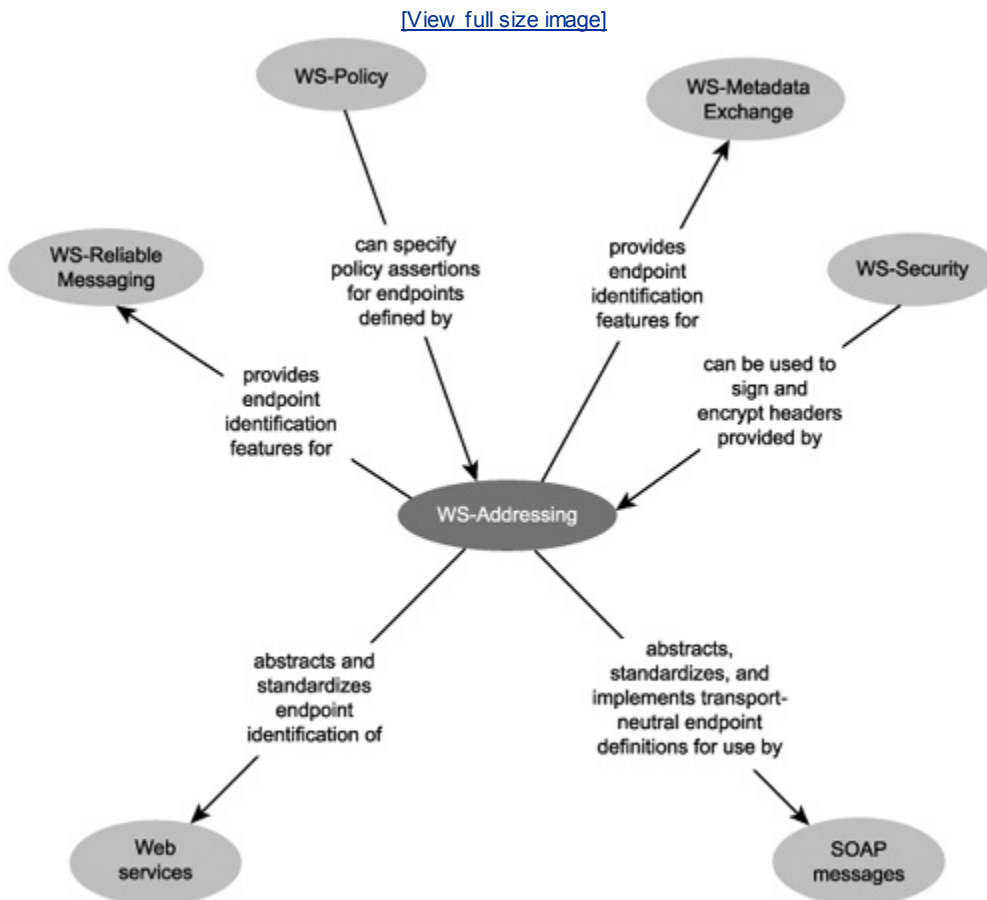 [View full size image]
WS-Policy
WS-Metadata
Exchange
WS-Reliable
Messaging
can specify
policy assertions
for endpoints
defined by
provides
endpoint
identification
features for
WS-Security
provides
endpoint
identification
features for
can be used to
sign and
encrypt headers
provided by
WS-Addressing
abstracts and
standardizes
endpoint
identification of
abstracts,
standardizes, and
implements transport-
neutral endpoint
definitions for use by
Web
services
SOAP
messages